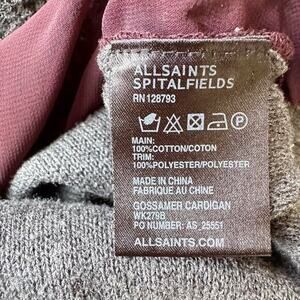 ALLSAINTS
SPITALFIELDS
RN128793
MAIN:
100%COTTON/COTON
TRIM:
100%POLYESTER/POLYESTER
MADE IN CHINA
FABRIQUE AU CHINE
GOSSAMER CARDIGAN
WK279B
PO NUMBER: AS_25551
ALLSAINTS.COM